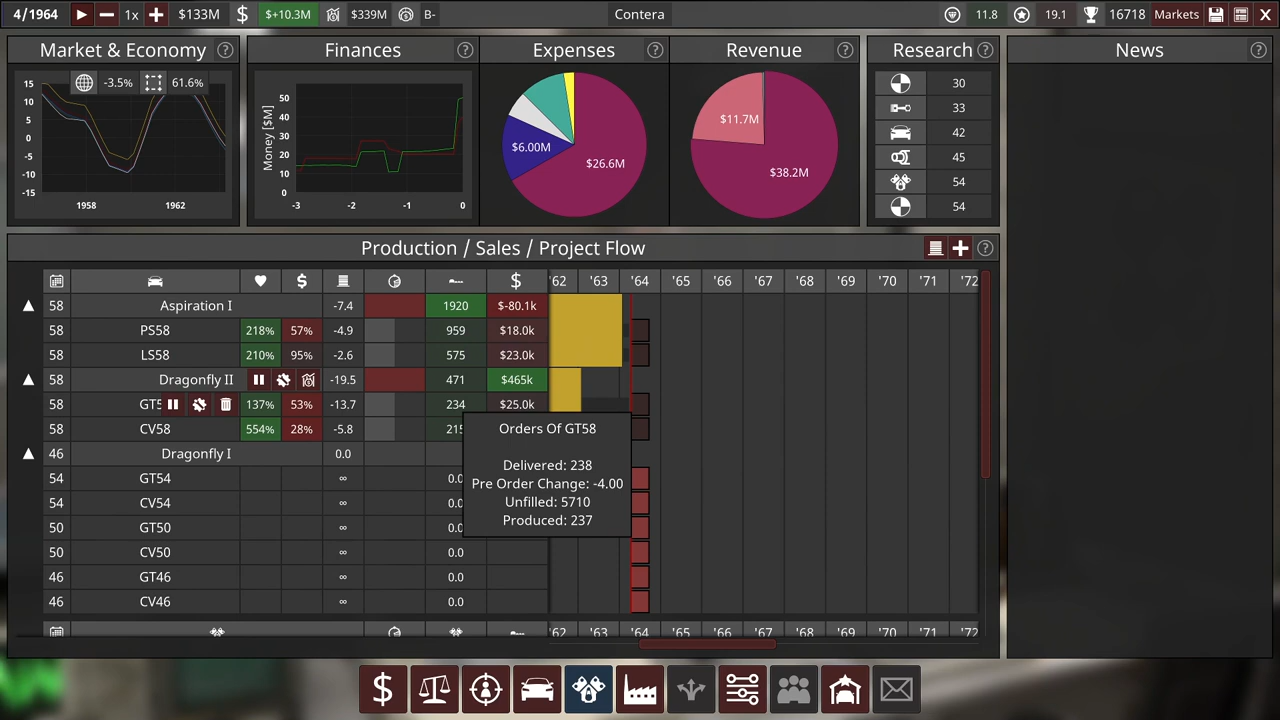 4/1964 1x $133M $ $+10.3M $339M B- Contera 11.8 19.1 16718 Markets
Market & Economy ?
-3.5% 61.6%
15
10
5
0
-5
-10
-15
1958 1962
Finances ?
Money [$M]
50
40
30
20
10
0
-3 -2 -1 0
Expenses ?
$6.00M
$26.6M
Revenue ?
$11.7M
$38.2M
Research ?
30
33
42
45
54
54
News ?
Production / Sales / Project Flow ?
$ $ '62 '63 '64 '65 '66 '67 '68 '69 '70 '71 '72
58 Aspiration I -7.4 1920 $-80.1k
58 PS58 218% 57% -4.9 959 $18.0k
58 LS58 210% 95% -2.6 575 $23.0k
58 Dragonfly II -19.5 471 $465k
58 GT5 137% 53% -13.7 234 $25.0k
58 CV58 554% 28% -5.8 215
46 Dragonfly I 0.0
54 GT54 ∞ 0.0
54 CV54 ∞ 0.0
50 GT50 ∞ 0.0
50 CV50 ∞ 0.0
46 GT46 ∞ 0.0
46 CV46 ∞ 0.0
Orders Of GT58
Delivered: 238
Pre Order Change: -4.00
Unfilled: 5710
Produced: 237
'62 '63 '64 '65 '66 '67 '68 '69 '70 '71 '72
$